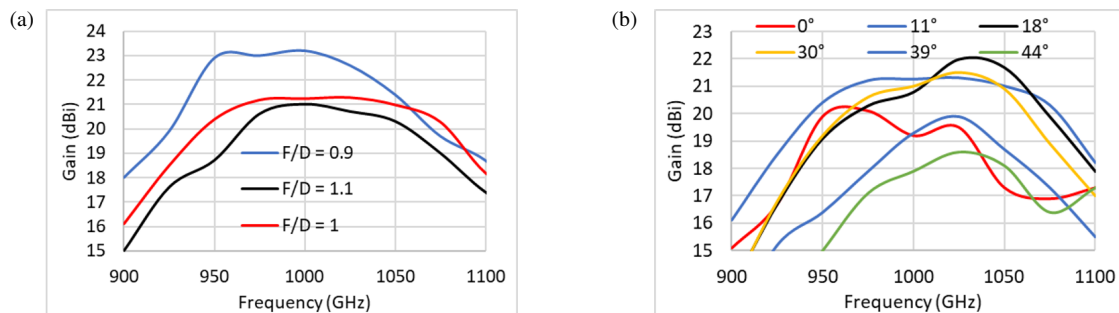 (a)
24
23
22
21
20
19
18
17
16
15
Gain (dBi)
F/D = 0.9
F/D = 1.1
F/D = 1
900 950 1000 1050 1100
Frequency (GHz)
(b)
0° 11° 18°
30° 39° 44°
23
22
21
20
19
18
17
16
15
Gain (dBi)
900 950 1000 1050 1100
Frequency (GHz)